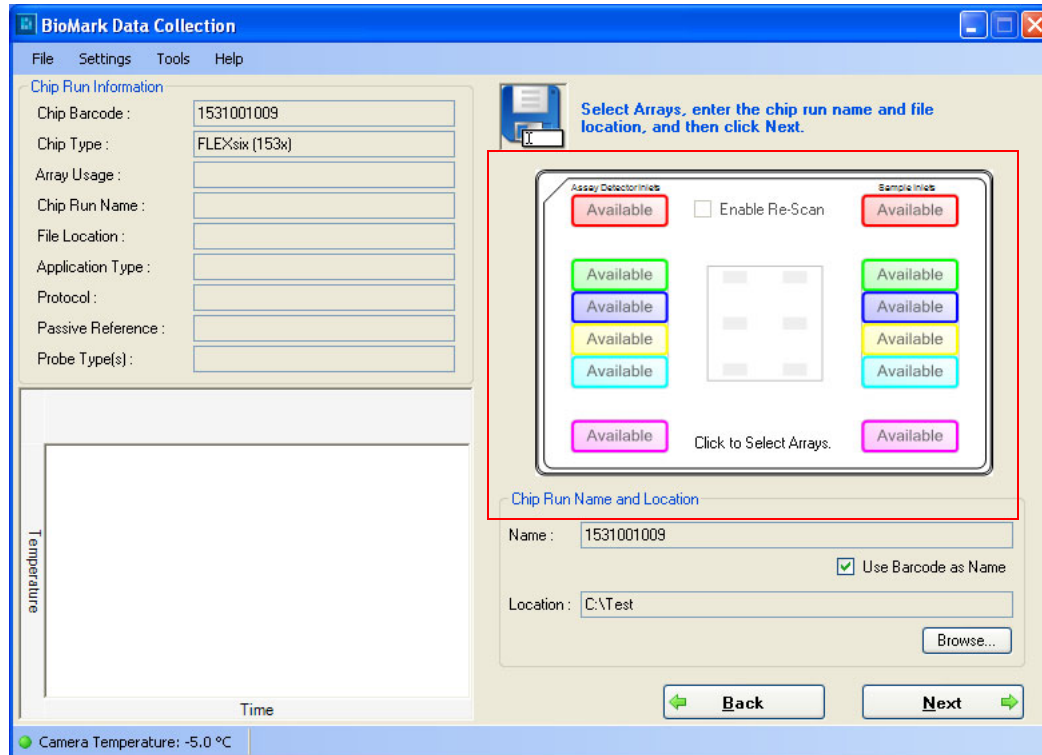 BioMark Data Collection
File Settings Tools Help
Chip Run Information
Chip Barcode : 1531001009
Chip Type : FLEXsix (153x)
Array Usage :
Chip Run Name :
File Location :
Application Type :
Protocol :
Passive Reference :
Probe Type(s) :
Temperature
Time
Select Arrays, enter the chip run name and file
location, and then click Next.
Assay Detector Inlets Sample Inlets
Available Enable Re-Scan Available
Available Available
Available Available
Available Available
Available Available
Available Click to Select Arrays. Available
Chip Run Name and Location
Name : 1531001009
Use Barcode as Name
Location : C:\Test
Browse...
Back Next
Camera Temperature: -5.0 ºC